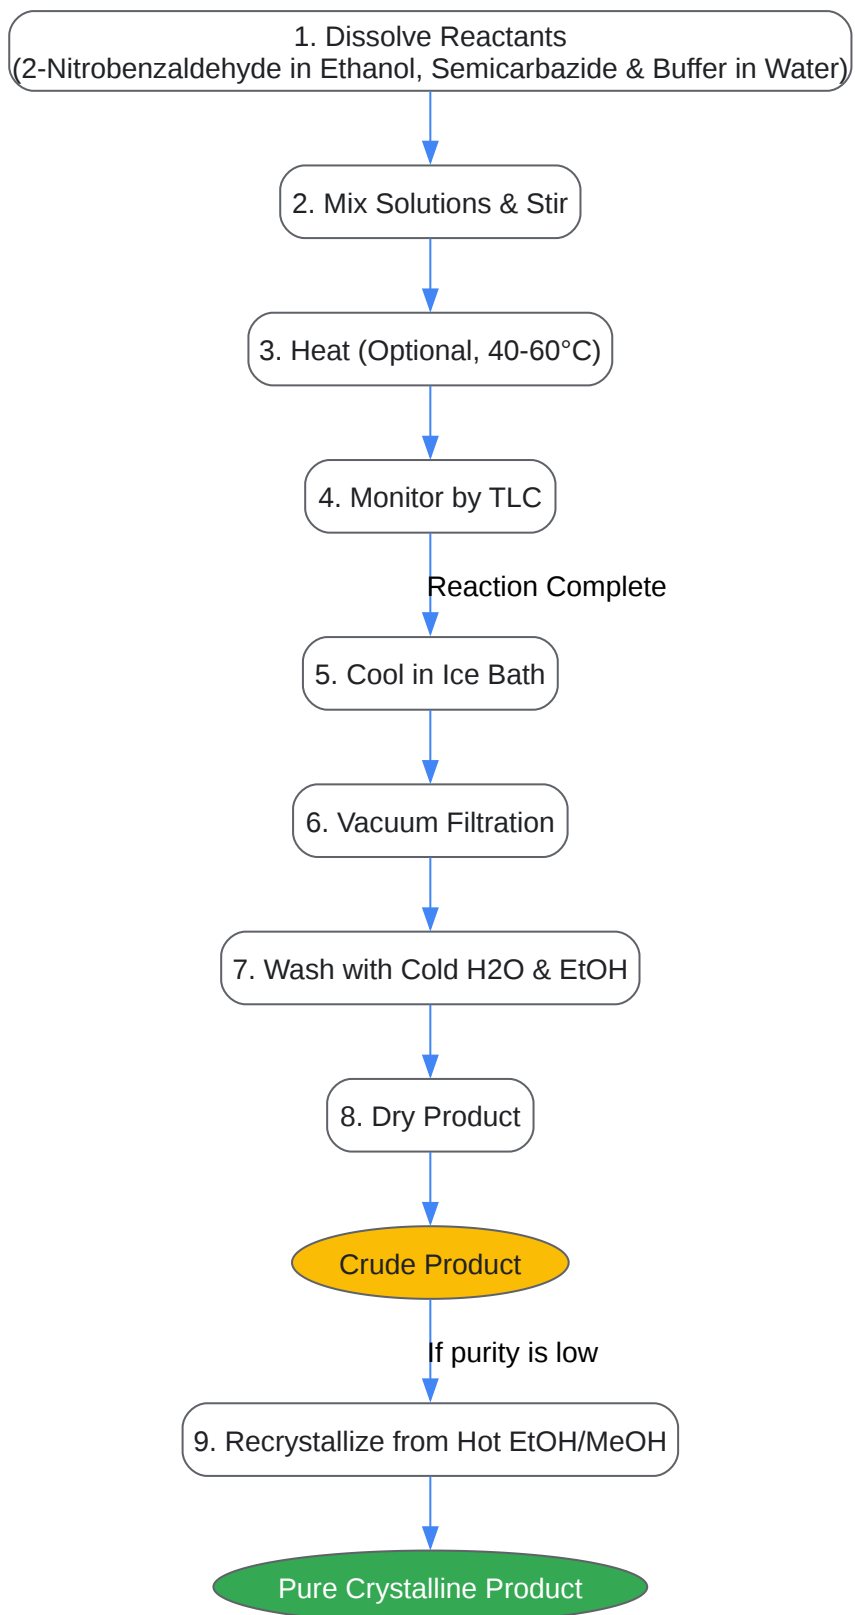 1. Dissolve Reactants
(2-Nitrobenzaldehyde in Ethanol, Semicarbazide & Buffer in Water)
2. Mix Solutions & Stir
3. Heat (Optional, 40-60°C)
4. Monitor by TLC
Reaction Complete
5. Cool in Ice Bath
6. Vacuum Filtration
7. Wash with Cold H2O & EtOH
8. Dry Product
Crude Product
If purity is low
9. Recrystallize from Hot EtOH/MeOH
Pure Crystalline Product